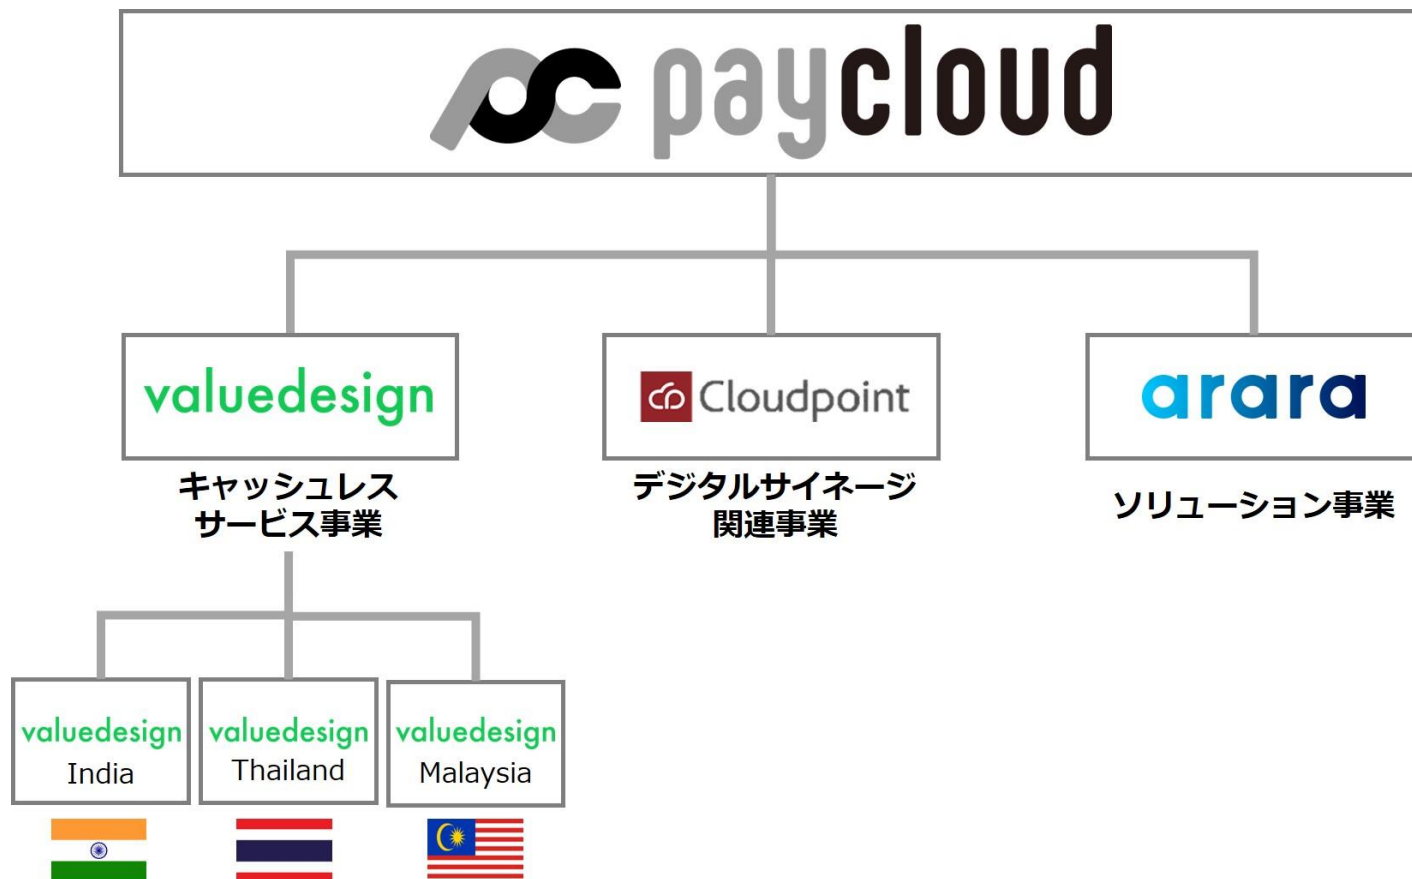 paycloud
valuedesign
Cloudpoint
arara
キャッシュレス
サービス事業
デジタルサイネージ
関連事業
ソリューション事業
valuedesign
India
valuedesign
Thailand
valuedesign
Malaysia